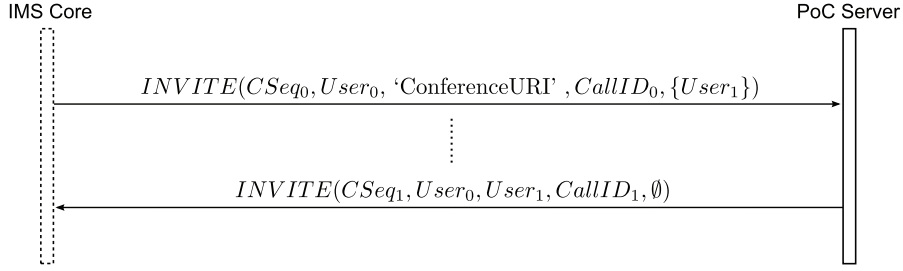 IMS Core
PoC Server
INVITE(CSeq₀, User₀, ‘ConferenceURI’ , CallID₀, {User₁})
INVITE(CSeq₁, User₀, User₁, CallID₁, ∅)